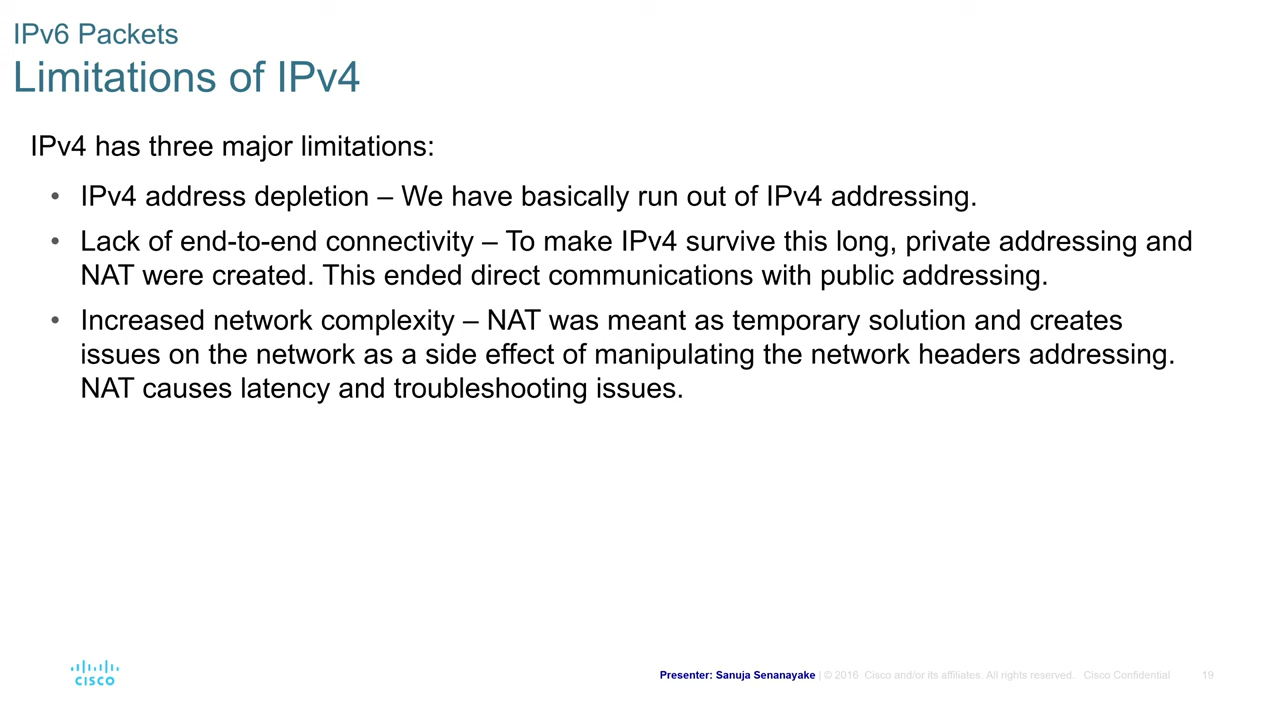 IPv6 Packets
Limitations of IPv4
IPv4 has three major limitations:
• IPv4 address depletion – We have basically run out of IPv4 addressing.
• Lack of end-to-end connectivity – To make IPv4 survive this long, private addressing and
NAT were created. This ended direct communications with public addressing.
• Increased network complexity – NAT was meant as temporary solution and creates
issues on the network as a side effect of manipulating the network headers addressing.
NAT causes latency and troubleshooting issues.
CISCO
Presenter: Sanuja Senanayake | © 2016 Cisco and/or its affiliates. All rights reserved. Cisco Confidential 19